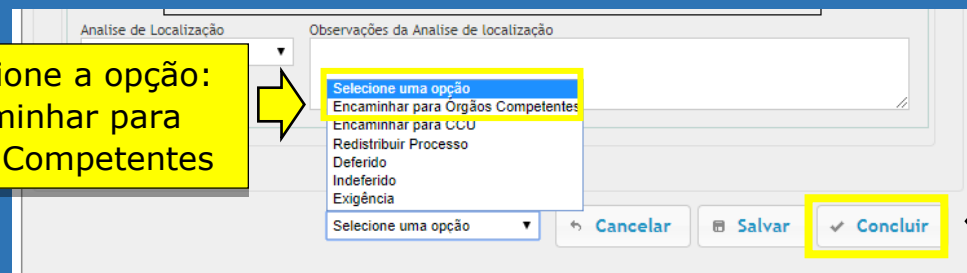 Analise de Localização
Observações da Analise de localização
ione a opção:
minhar para
Competentes
Selecione uma opção
Encaminhar para Órgãos Competentes
Encaminhar para CCU
Redistribuir Processo
Deferido
Indeferido
Exigência
Selecione uma opção
Cancelar
Salvar
Concluir